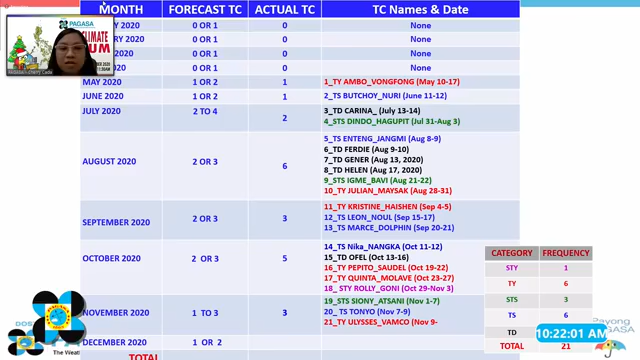 MONTH FORECAST TC ACTUAL TC TC Names & Date
Y 2020 0 OR 1 0 None
RY 2020 0 OR 1 0 None
2020 0 OR 1 0 None
2020 0 OR 1 0 None
MAY 2020 1 OR 2 1 1_TY AMBO_VONGFONG (May 10-17)
JUNE 2020 1 OR 2 1 2_TS BUTCHOY_NURI (June 11-12)
JULY 2020 2 TO 4 2 3_TD CARINA_ (July 13-14)
4_STS DINDO_HAGUPIT (Jul 31-Aug 3)
AUGUST 2020 2 OR 3 6 5_TS ENTENG_JANGMI (Aug 8-9)
6_TD FERDIE (Aug 9-10)
7_TD GENER (Aug 13, 2020)
8_TD HELEN (Aug 17, 2020)
9_STS IGME_BAVI (Aug 21-22)
10_TY JULIAN_MAYSAK (Aug 28-31)
SEPTEMBER 2020 2 OR 3 3 11_TY KRISTINE_HAISHEN (Sep 4-5)
12_TS LEON_NOUL (Sep 15-17)
13_TS MARCE_DOLPHIN (Sep 20-21)
OCTOBER 2020 2 OR 3 5 14_TS Nika_NANGKA (Oct 11-12)
15_TD OFEL (Oct 13-16)
16_TY PEPITO_SAUDEL (Oct 19-22)
17_TY QUINTA_MOLAVE (Oct 23-27)
18_ STY ROLLY_GONI (Oct 29-Nov 3)
NOVEMBER 2020 1 TO 3 3 19_STS SIONY_ATSANI (Nov 1-7)
20_ TS TONYO (Nov 7-9)
21_TY ULYSSES_VAMCO (Nov 9-
DECEMBER 2020 1 OR 2
TOTAL
CATEGORY FREQUENCY
STY 1
TY 6
STS 3
TS 6
TD
TOTAL 21
10:22:01 AM
PAGASA
CLIMATE
UM
DOS
The Weat
Payong
PAGASA